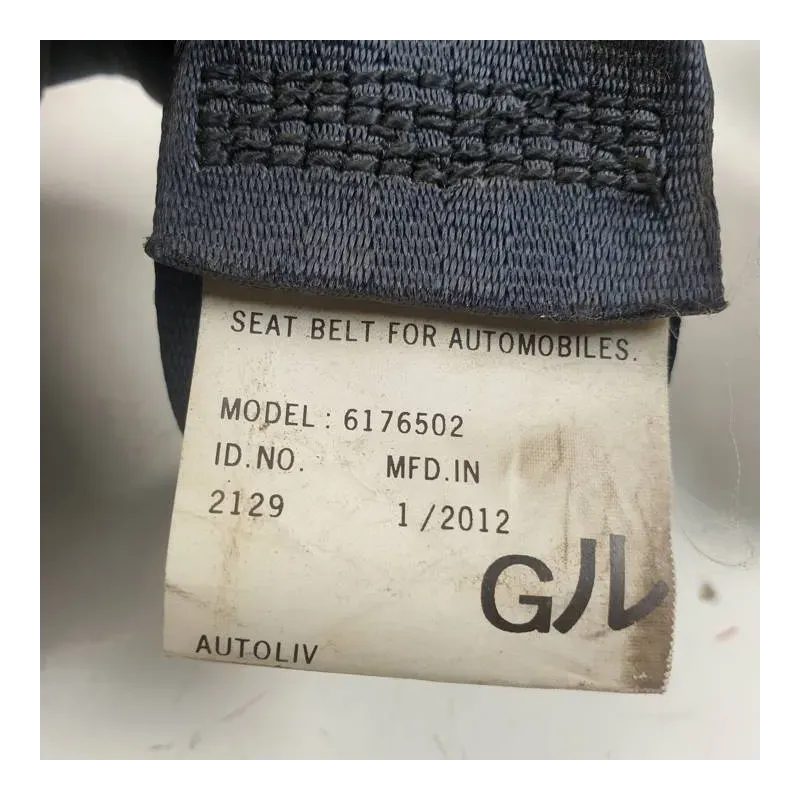 SEAT BELT FOR AUTOMOBILES.
MODEL : 6176502
ID.NO. MFD.IN
2129 1/2012
Gル
AUTOLIV